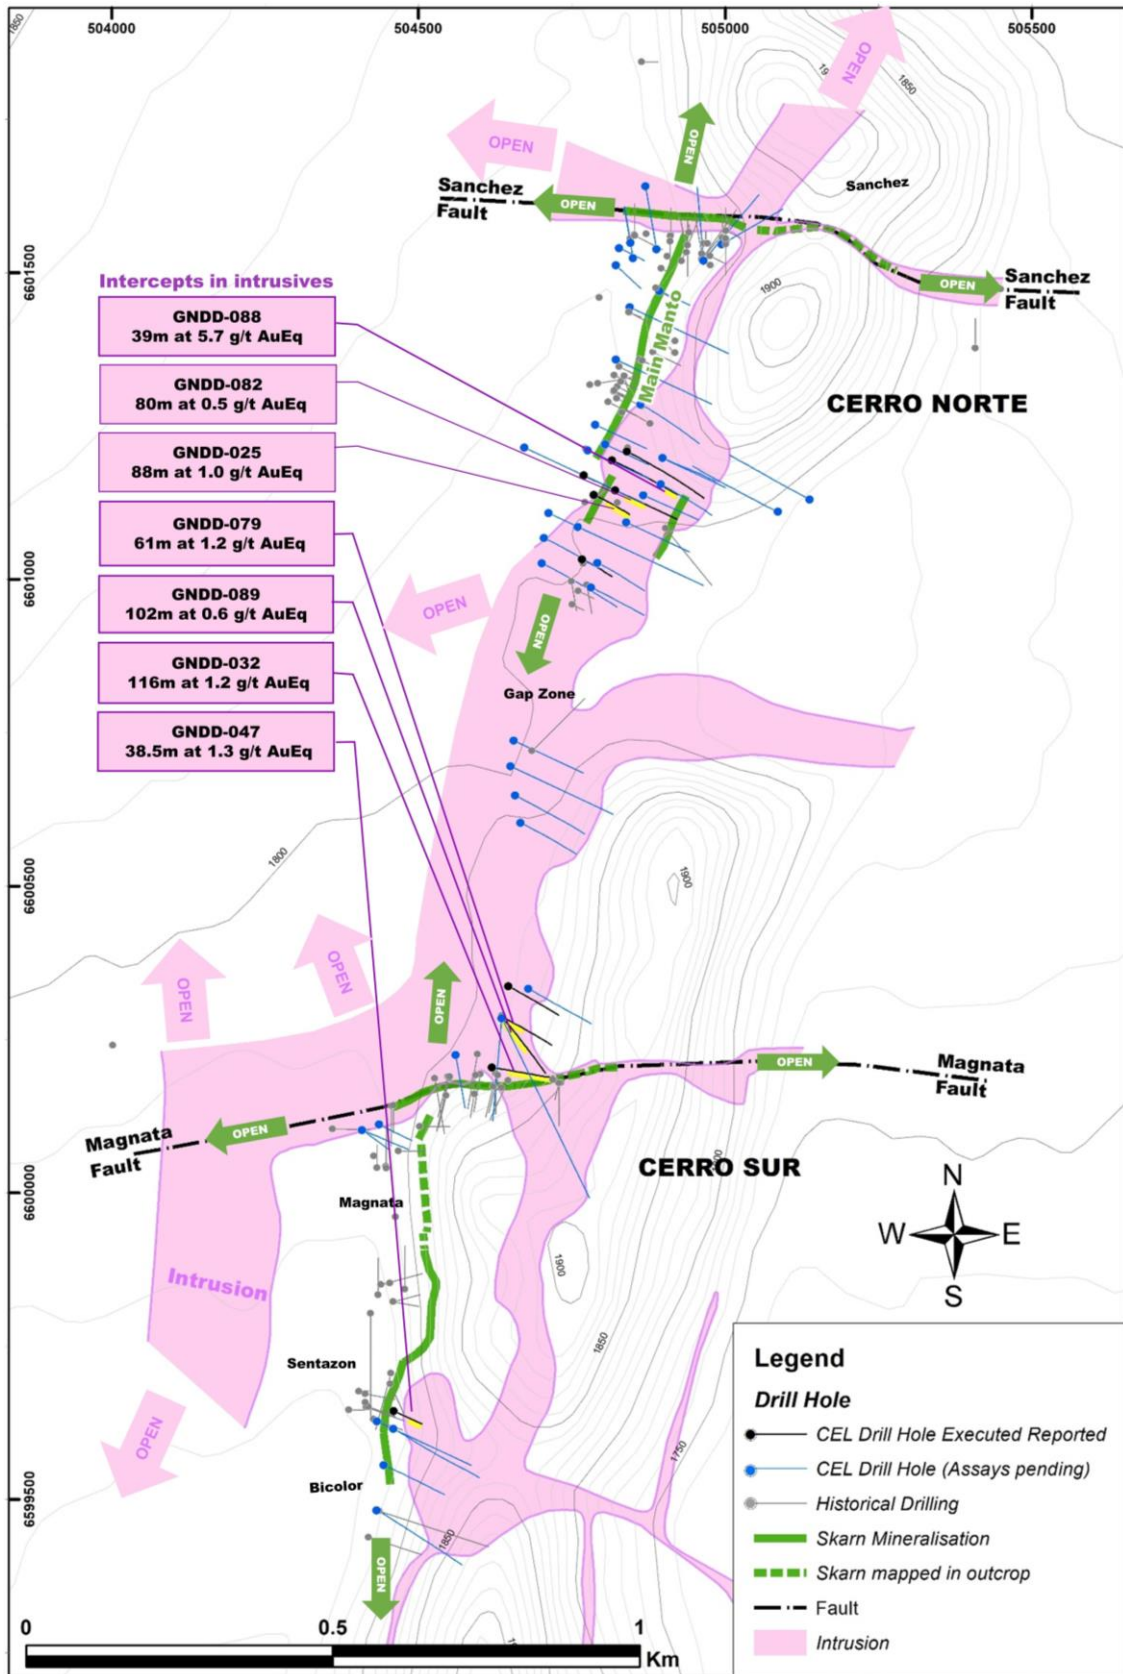 504000
504500
505000
505500
1850
OPEN
1850
OPEN
OPEN
Sanchez
Sanchez
Fault
OPEN
6601500
Intercepts in intrusives
Sanchez
Fault
OPEN
1900
GNDD-088
39m at 5.7 g/t AuEq
Main Manto
GNDD-082
80m at 0.5 g/t AuEq
CERRO NORTE
GNDD-025
88m at 1.0 g/t AuEq
GNDD-079
61m at 1.2 g/t AuEq
6601000
GNDD-089
102m at 0.6 g/t AuEq
OPEN
OPEN
GNDD-032
116m at 1.2 g/t AuEq
Gap Zone
GNDD-047
38.5m at 1.3 g/t AuEq
1800
6600500
1900
OPEN
OPEN
OPEN
OPEN
Magnata
Fault
Magnata
Fault
OPEN
CERRO SUR
6600000
Magnata
N
W
E
S
1900
Intrusion
1850
Sentazon
OPEN
1750
Bicolor
6599500
1850
OPEN
Legend
Drill Hole
CEL Drill Hole Executed Reported
CEL Drill Hole (Assays pending)
Historical Drilling
Skarn Mineralisation
Skarn mapped in outcrop
Fault
Intrusion
0
0.5
1
Km